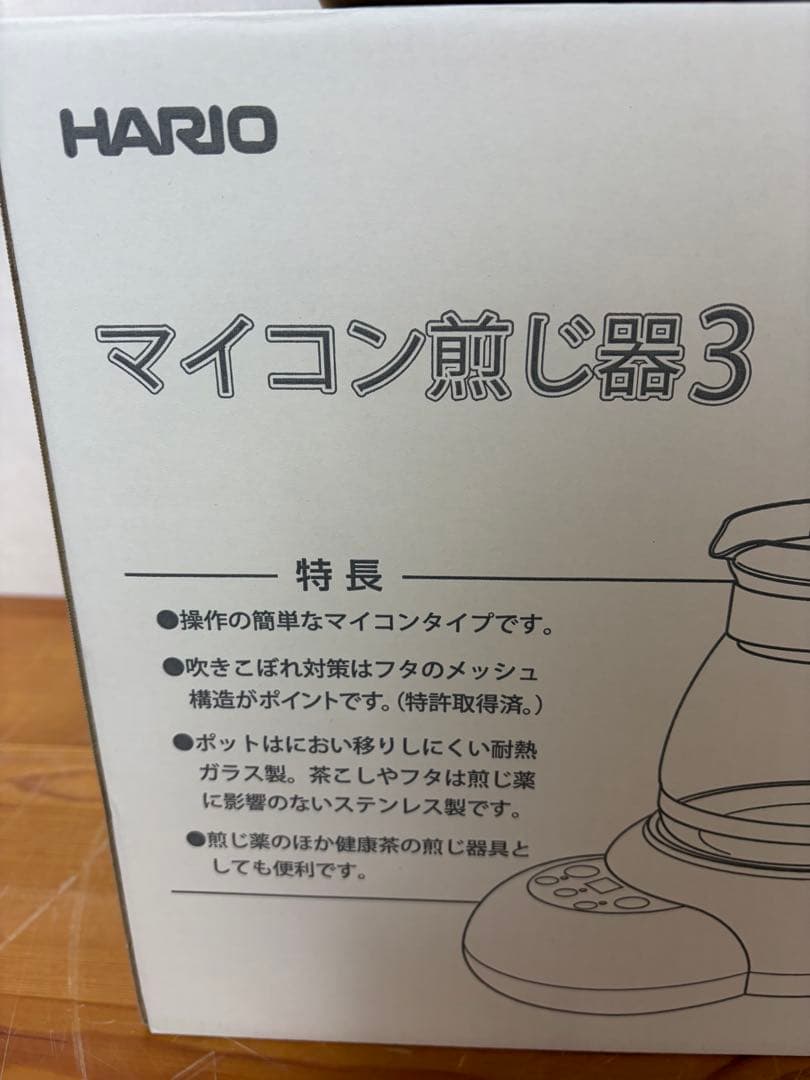 HARIO
マイコン煎じ器3
特長
●操作の簡単なマイコンタイプです。
●吹きこぼれ対策はフタのメッシュ
構造がポイントです。(特許取得済。)
●ポットはにおい移りしにくい耐熱
ガラス製。茶こしやフタは煎じ薬
に影響のないステンレス製です。
●煎じ薬のほか健康茶の煎じ器具と
しても便利です。